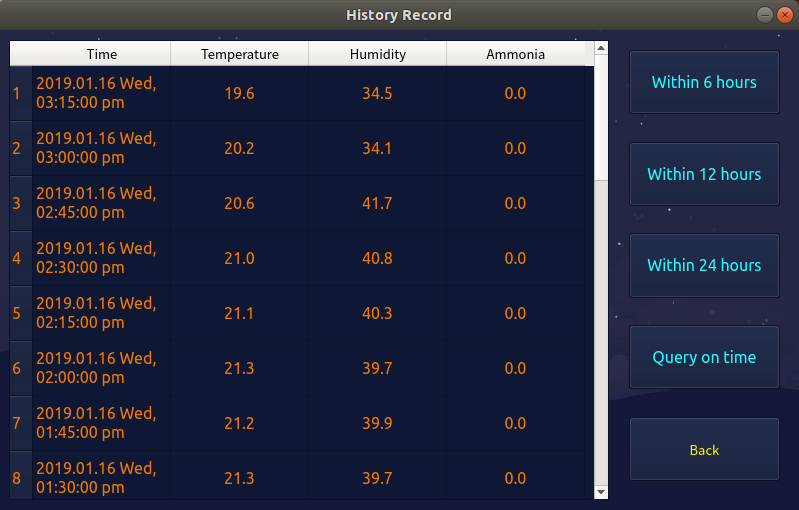 History Record
Time Temperature Humidity Ammonia
1 2019.01.16 Wed, 03:15:00 pm 19.6 34.5 0.0
2 2019.01.16 Wed, 03:00:00 pm 20.2 34.1 0.0
3 2019.01.16 Wed, 02:45:00 pm 20.6 41.7 0.0
4 2019.01.16 Wed, 02:30:00 pm 21.0 40.8 0.0
5 2019.01.16 Wed, 02:15:00 pm 21.1 40.3 0.0
6 2019.01.16 Wed, 02:00:00 pm 21.3 39.7 0.0
7 2019.01.16 Wed, 01:45:00 pm 21.2 39.9 0.0
8 2019.01.16 Wed, 01:30:00 pm 21.3 39.7 0.0
Within 6 hours
Within 12 hours
Within 24 hours
Query on time
Back